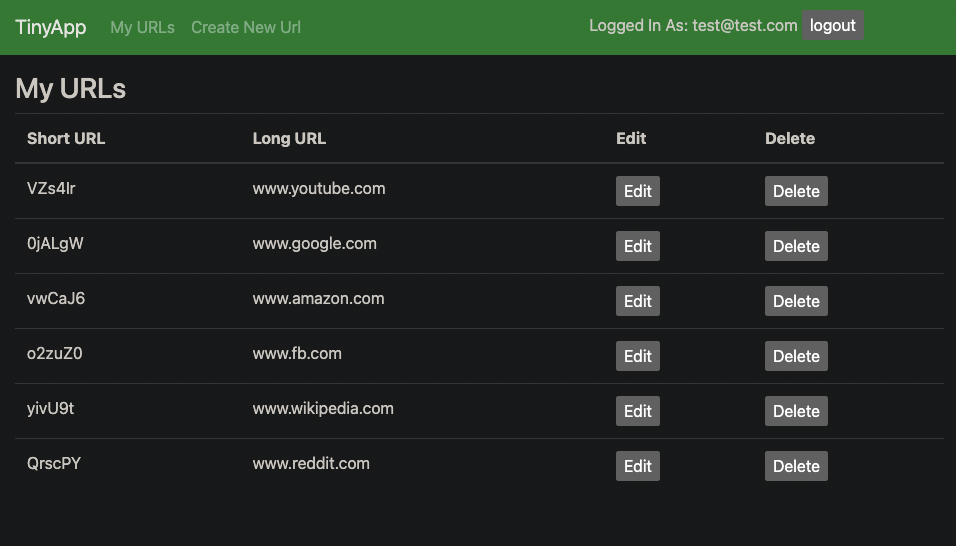 TinyApp My URLs Create New Url Logged In As: test@test.com logout
My URLs
Short URL Long URL Edit Delete
VZs4lr www.youtube.com Edit Delete
0jALgW www.google.com Edit Delete
vwCaJ6 www.amazon.com Edit Delete
o2zuZ0 www.fb.com Edit Delete
yivU9t www.wikipedia.com Edit Delete
QrscPY www.reddit.com Edit Delete